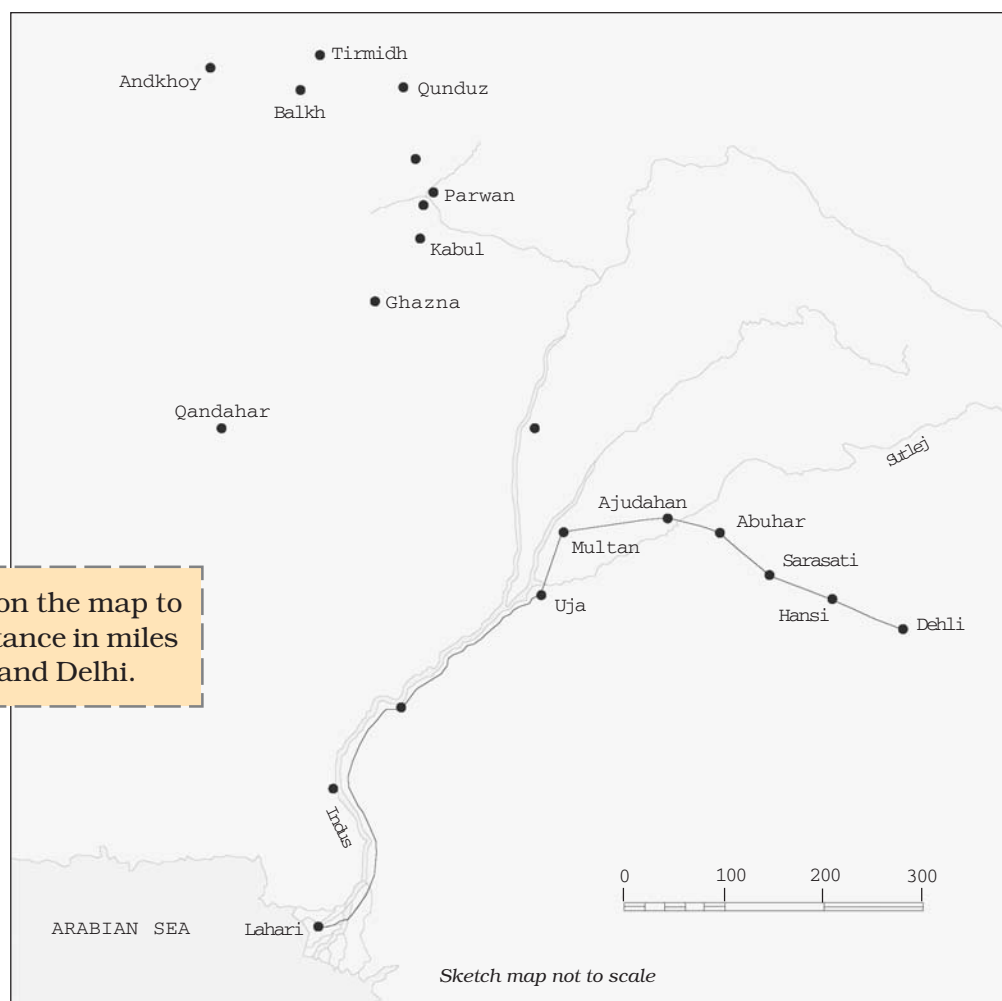 Tirmidh
Andkhoy
Balkh
Qunduz
Parwan
Kabul
Ghazna
Qandahar
Sutlej
Ajudahan
Abuhar
Multan
Sarasati
Uja
Hansi
Dehli
on the map to
tance in miles
and Delhi.
Indus
0 100 200 300
ARABIAN SEA
Lahari
Sketch map not to scale